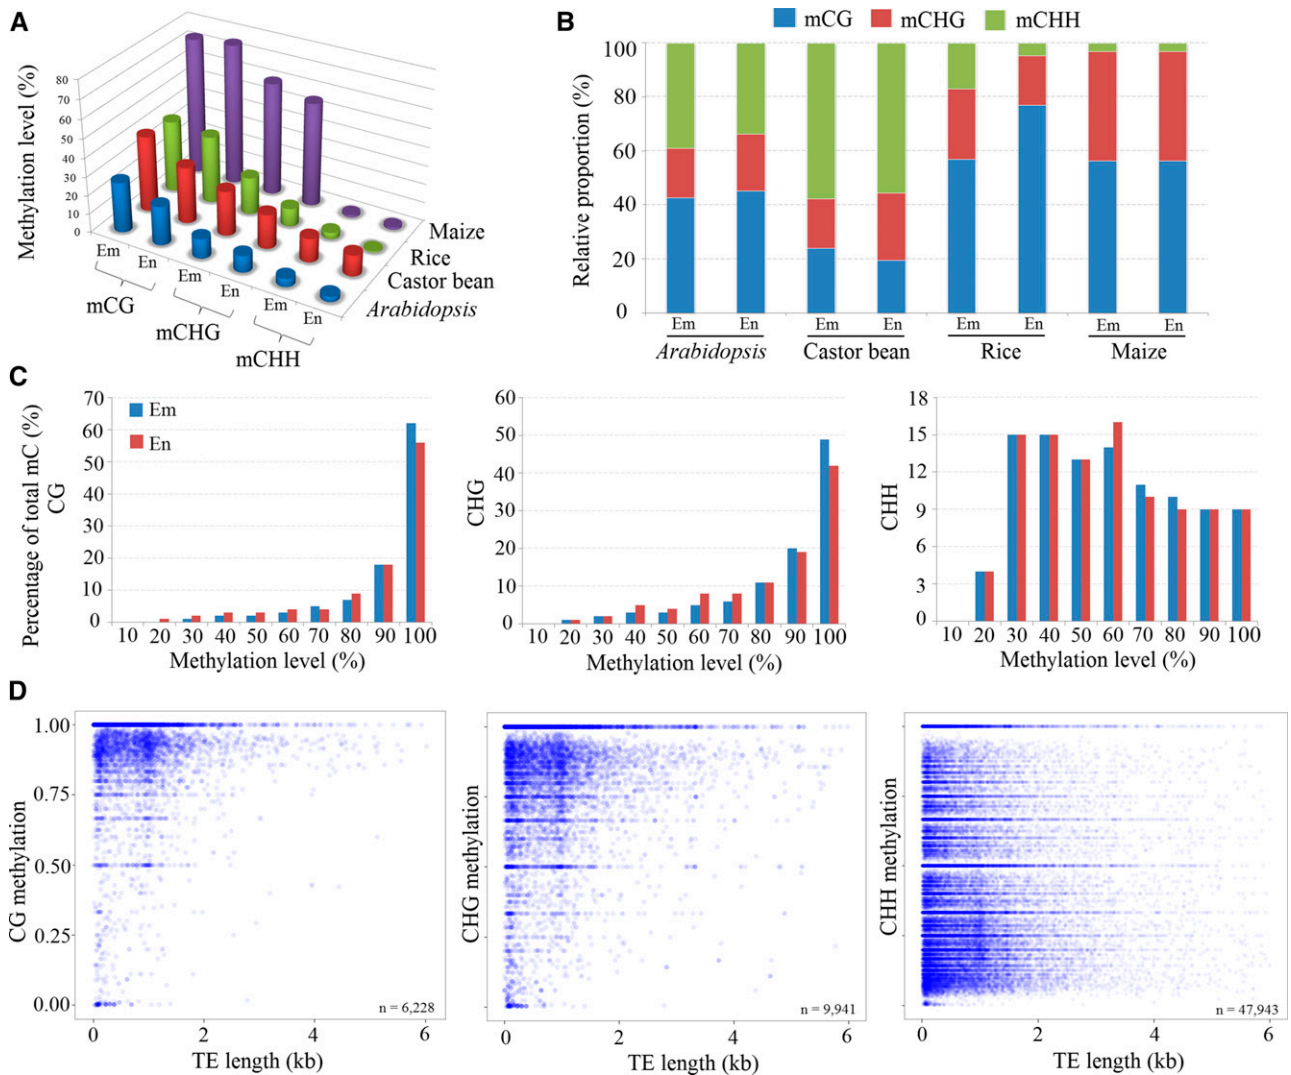 A
Methylation level (%)
80
70
60
50
40
30
20
10
0
Em
En
Em
En
Em
En
mCG
mCHG
mCHH
Maize
Rice
Castor bean
Arabidopsis
B
mCG mCHG mCHH
Relative proportion (%)
100
80
60
40
20
0
Em En Em En Em En Em En
Arabidopsis Castor bean Rice Maize
C
Percentage of total mC (%)
CG
70
60
50
40
30
20
10
0
Em
En
10 20 30 40 50 60 70 80 90 100
Methylation level (%)
CHG
60
50
40
30
20
10
0
10 20 30 40 50 60 70 80 90 100
Methylation level (%)
CHH
18
15
12
9
6
3
0
10 20 30 40 50 60 70 80 90 100
Methylation level (%)
D
CG methylation
1.00
0.75
0.50
0.25
0.00
n = 6,228
0 2 4 6
TE length (kb)
CHG methylation
n = 9,941
0 2 4 6
TE length (kb)
CHH methylation
n = 47,943
0 2 4 6
TE length (kb)